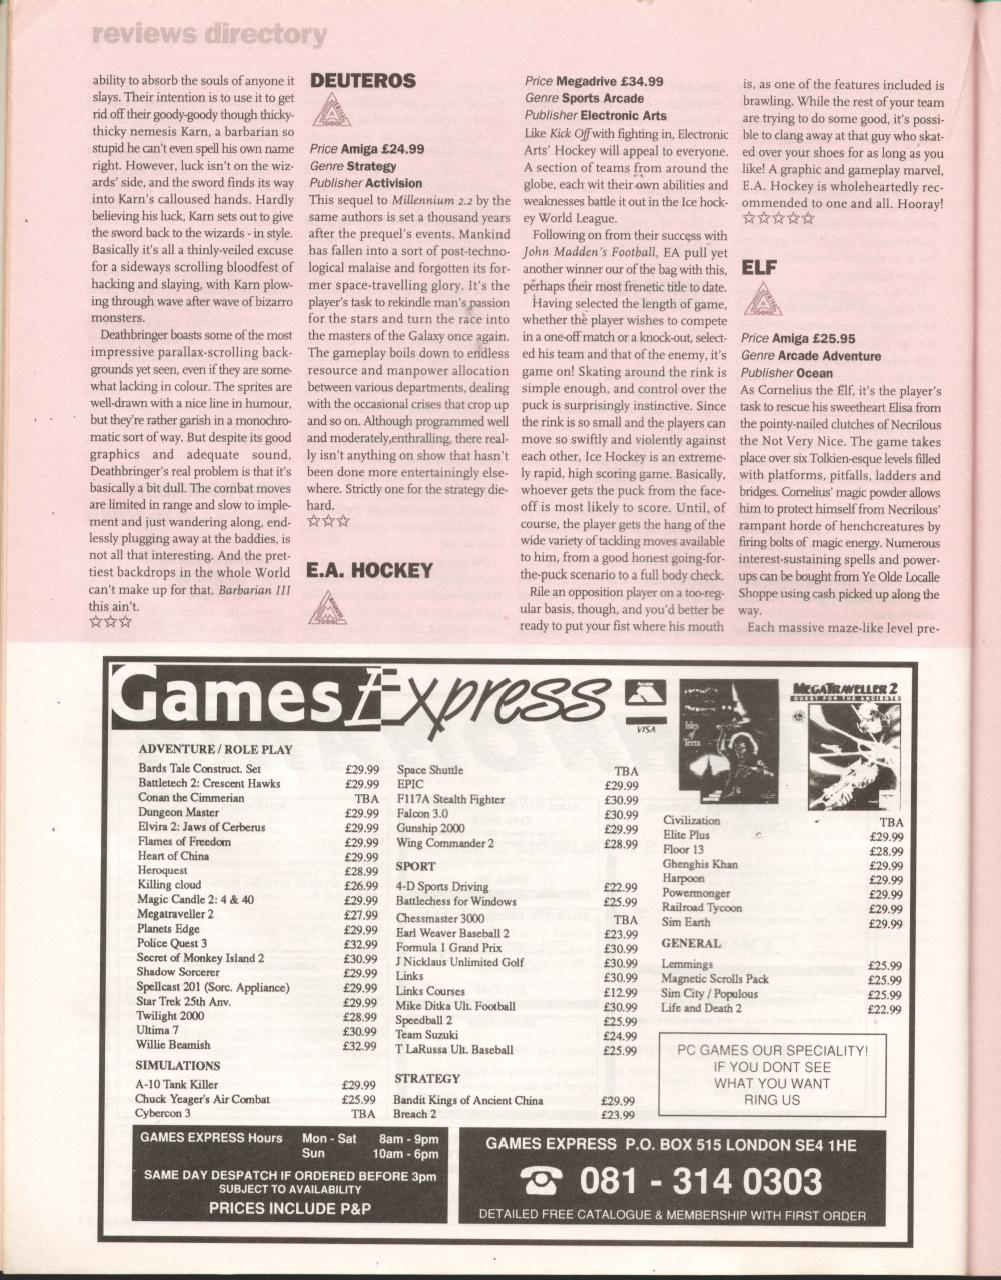 reviews directory
ability to absorb the souls of anyone it
slays. Their intention is to use it to get
rid off their goody-goody though thicky-
thicky nemesis Karn, a barbarian so
stupid he can't even spell his own name
right. However, luck isn't on the wiz-
ards' side, and the sword finds its way
into Karn's calloused hands. Hardly
believing his luck, Karn sets out to give
the sword back to the wizards - in style.
Basically it's all a thinly-veiled excuse
for a sideways scrolling bloodfest of
hacking and slaying, with Karn plow-
ing through wave after wave of bizarro
monsters.
Deathbringer boasts some of the most
impressive parallax-scrolling back-
grounds yet seen, even if they are some-
what lacking in colour. The sprites are
well-drawn with a nice line in humour,
but they're rather garish in a monochro-
matic sort of way. But despite its good
graphics and adequate sound,
Deathbringer's real problem is that it's
basically a bit dull. The combat moves
are limited in range and slow to imple-
ment and just wandering along, end-
lessly plugging away at the baddies, is
not all that interesting. And the pret-
tiest backdrops in the whole World
can't make up for that. Barbarian III
this ain't.
☆☆☆
DEUTEROS
Price Amiga £24.99
Genre Strategy
Publisher Activision
This sequel to Millennium 2.2 by the
same authors is set a thousand years
after the prequel's events. Mankind
has fallen into a sort of post-techno-
logical malaise and forgotten its for-
mer space-travelling glory. It's the
player's task to rekindle man's passion
for the stars and turn the race into
the masters of the Galaxy once again.
The gameplay boils down to endless
resource and manpower allocation
between various departments, dealing
with the occasional crises that crop up
and so on. Although programmed well
and moderately,enthralling, there real-
ly isn't anything on show that hasn't
been done more entertainingly else-
where. Strictly one for the strategy die-
hard.
☆☆☆
E.A. HOCKEY
Price Megadrive £34.99
Genre Sports Arcade
Publisher Electronic Arts
Like Kick Off with fighting in, Electronic
Arts' Hockey will appeal to everyone.
A section of teams from around the
globe, each wit their own abilities and
weaknesses battle it out in the Ice hock-
ey World League.
Following on from their success with
John Madden's Football, EA pull yet
another winner our of the bag with this,
perhaps their most frenetic title to date.
Having selected the length of game,
whether the player wishes to compete
in a one-off match or a knock-out, select-
ed his team and that of the enemy, it's
game on! Skating around the rink is
simple enough, and control over the
puck is surprisingly instinctive. Since
the rink is so small and the players can
move so swiftly and violently against
each other, Ice Hockey is an extreme-
ly rapid, high scoring game. Basically,
whoever gets the puck from the face-
off is most likely to score. Until, of
course, the player gets the hang of the
wide variety of tackling moves available
to him, from a good honest going-for-
the-puck scenario to a full body check.
Rile an opposition player on a too-reg-
ular basis, though, and you'd better be
ready to put your fist where his mouth
is, as one of the features included is
brawling. While the rest of your team
are trying to do some good, it's possi-
ble to clang away at that guy who skat-
ed over your shoes for as long as you
like! A graphic and gameplay marvel,
E.A. Hockey is wholeheartedly rec-
ommended to one and all. Hooray!
☆☆☆☆☆
ELF
Price Amiga £25.95
Genre Arcade Adventure
Publisher Ocean
As Cornelius the Elf, it's the player's
task to rescue his sweetheart Elisa from
the pointy-nailed clutches of Necrilous
the Not Very Nice. The game takes
place over six Tolkien-esque levels filled
with platforms, pitfalls, ladders and
bridges. Cornelius' magic powder allows
him to protect himself from Necrilous'
rampant horde of henchcreatures by
firing bolts of magic energy. Numerous
interest-sustaining spells and power-
ups can be bought from Ye Olde Localle
Shoppe using cash picked up along the
way.
Each massive maze-like level pre-
Games Express
Access
VISA
Isles
of
Terra
MEGATRAVELLER 2
QUEST FOR THE ANCIENTS
ADVENTURE / ROLE PLAY
Bards Tale Construct. Set £29.99
Battletech 2: Crescent Hawks £29.99
Conan the Cimmerian TBA
Dungeon Master £29.99
Elvira 2: Jaws of Cerberus £29.99
Flames of Freedom £29.99
Heart of China £29.99
Heroquest £28.99
Killing cloud £26.99
Magic Candle 2: 4 & 40 £29.99
Megatraveller 2 £27.99
Planets Edge £29.99
Police Quest 3 £32.99
Secret of Monkey Island 2 £30.99
Shadow Sorcerer £29.99
Spellcast 201 (Sorc. Appliance) £29.99
Star Trek 25th Anv. £29.99
Twilight 2000 £28.99
Ultima 7 £30.99
Willie Beamish £32.99
SIMULATIONS
A-10 Tank Killer £29.99
Chuck Yeager's Air Combat £25.99
Cybercon 3 TBA
Space Shuttle TBA
EPIC £29.99
F117A Stealth Fighter £30.99
Falcon 3.0 £30.99
Gunship 2000 £29.99
Wing Commander 2 £28.99
SPORT
4-D Sports Driving £22.99
Battlechess for Windows £25.99
Chessmaster 3000 TBA
Earl Weaver Baseball 2 £23.99
Formula 1 Grand Prix £30.99
J Nicklaus Unlimited Golf £30.99
Links £30.99
Links Courses £12.99
Mike Ditka Ult. Football £30.99
Speedball 2 £25.99
Team Suzuki £24.99
T LaRussa Ult. Baseball £25.99
STRATEGY
Bandit Kings of Ancient China £29.99
Breach 2 £23.99
Civilization TBA
Elite Plus £29.99
Floor 13 £28.99
Ghenghis Khan £29.99
Harpoon £29.99
Powermonger £29.99
Railroad Tycoon £29.99
Sim Earth £29.99
GENERAL
Lemmings £25.99
Magnetic Scrolls Pack £25.99
Sim City / Populous £25.99
Life and Death 2 £22.99
PC GAMES OUR SPECIALITY!
IF YOU DONT SEE
WHAT YOU WANT
RING US
GAMES EXPRESS Hours Mon - Sat 8am - 9pm
Sun 10am - 6pm
SAME DAY DESPATCH IF ORDERED BEFORE 3pm
SUBJECT TO AVAILABILITY
PRICES INCLUDE P&P
GAMES EXPRESS P.O. BOX 515 LONDON SE4 1HE
☎ 081 - 314 0303
DETAILED FREE CATALOGUE & MEMBERSHIP WITH FIRST ORDER